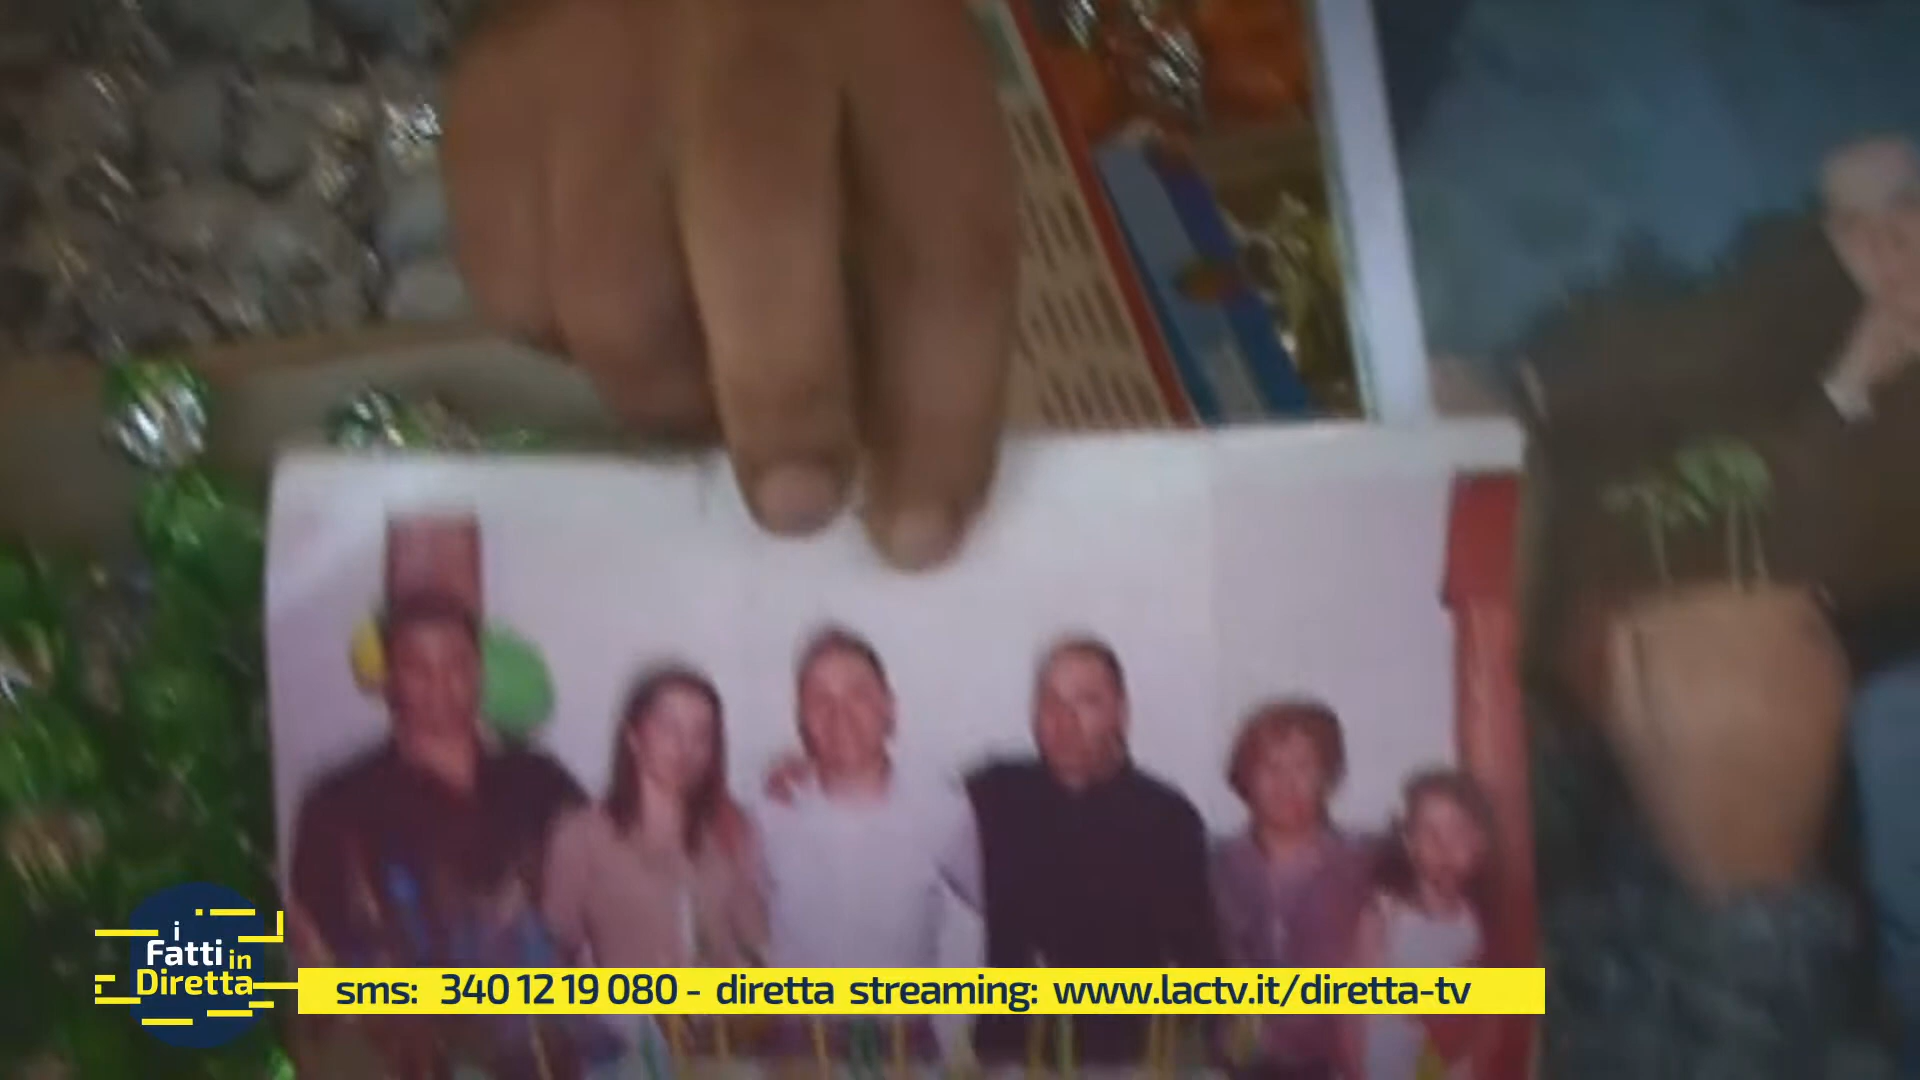 i
Fatti in
Diretta
sms: 340 12 19 080 - diretta streaming: www.lactv.it/diretta-tv